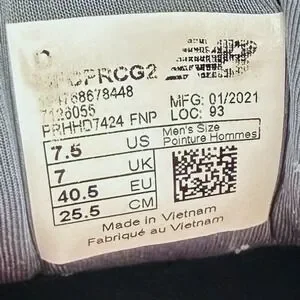 D
PRCG2
7126055
PRHHD7424 FNP
MFG: 01/2021
LOC: 93
7.5 US
7 UK
40.5 EU
25.5 CM
Men's Size
Pointure Hommes
Made in Vietnam
Fabriqué au Vietnam